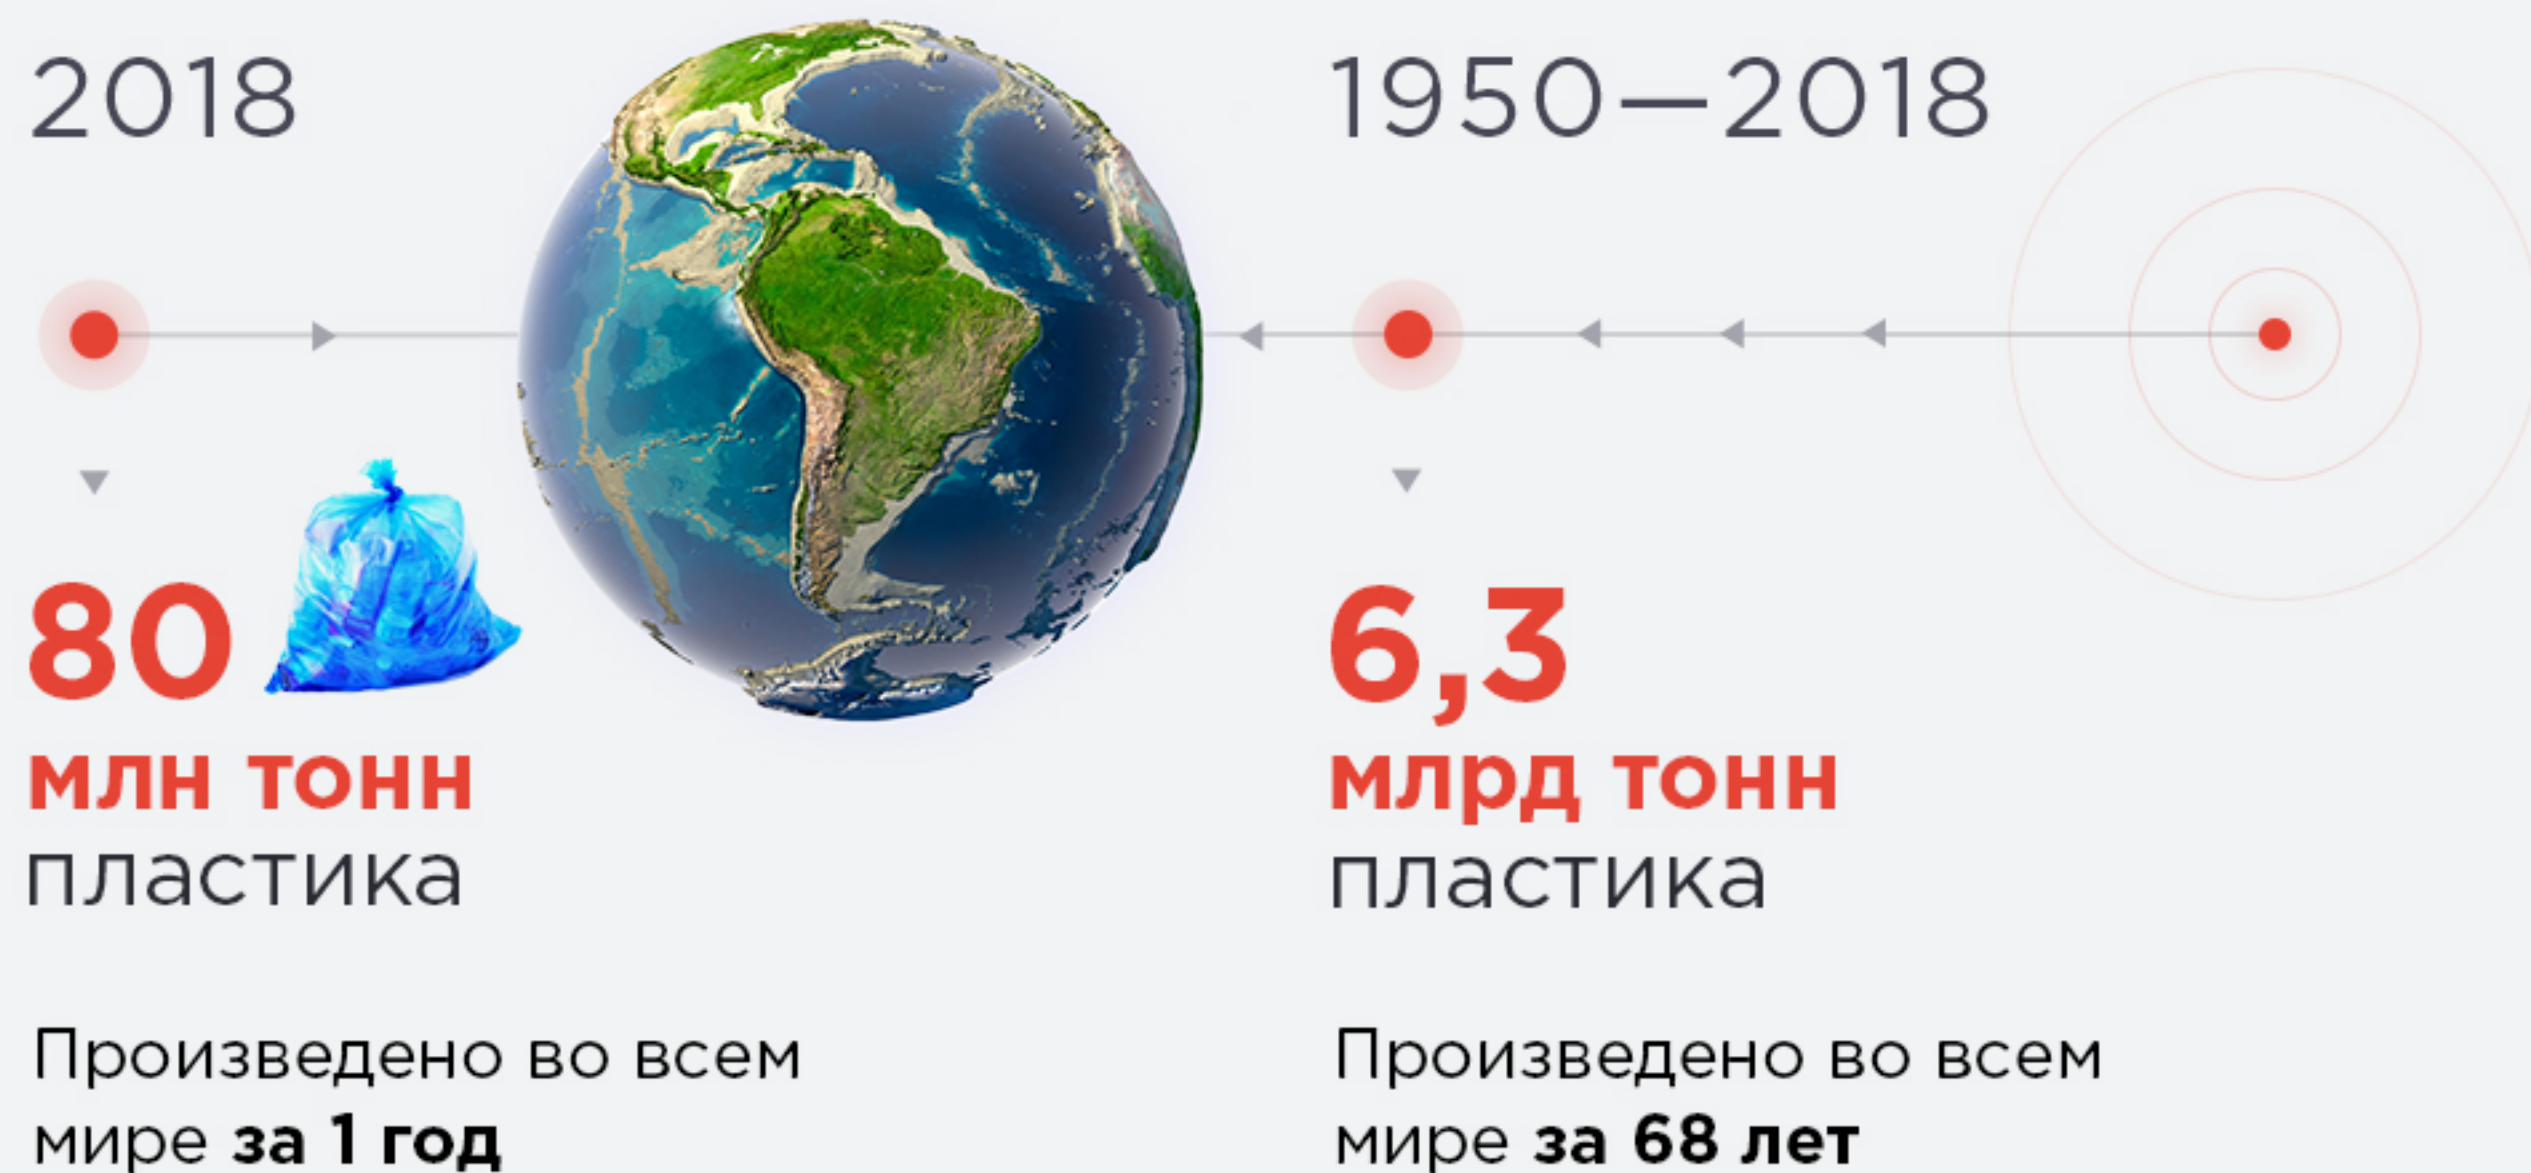 2018
80
млн тонн
пластика
Произведено во всем
мире за 1 год
1950—2018
6,3
млрд тонн
пластика
Произведено во всем
мире за 68 лет